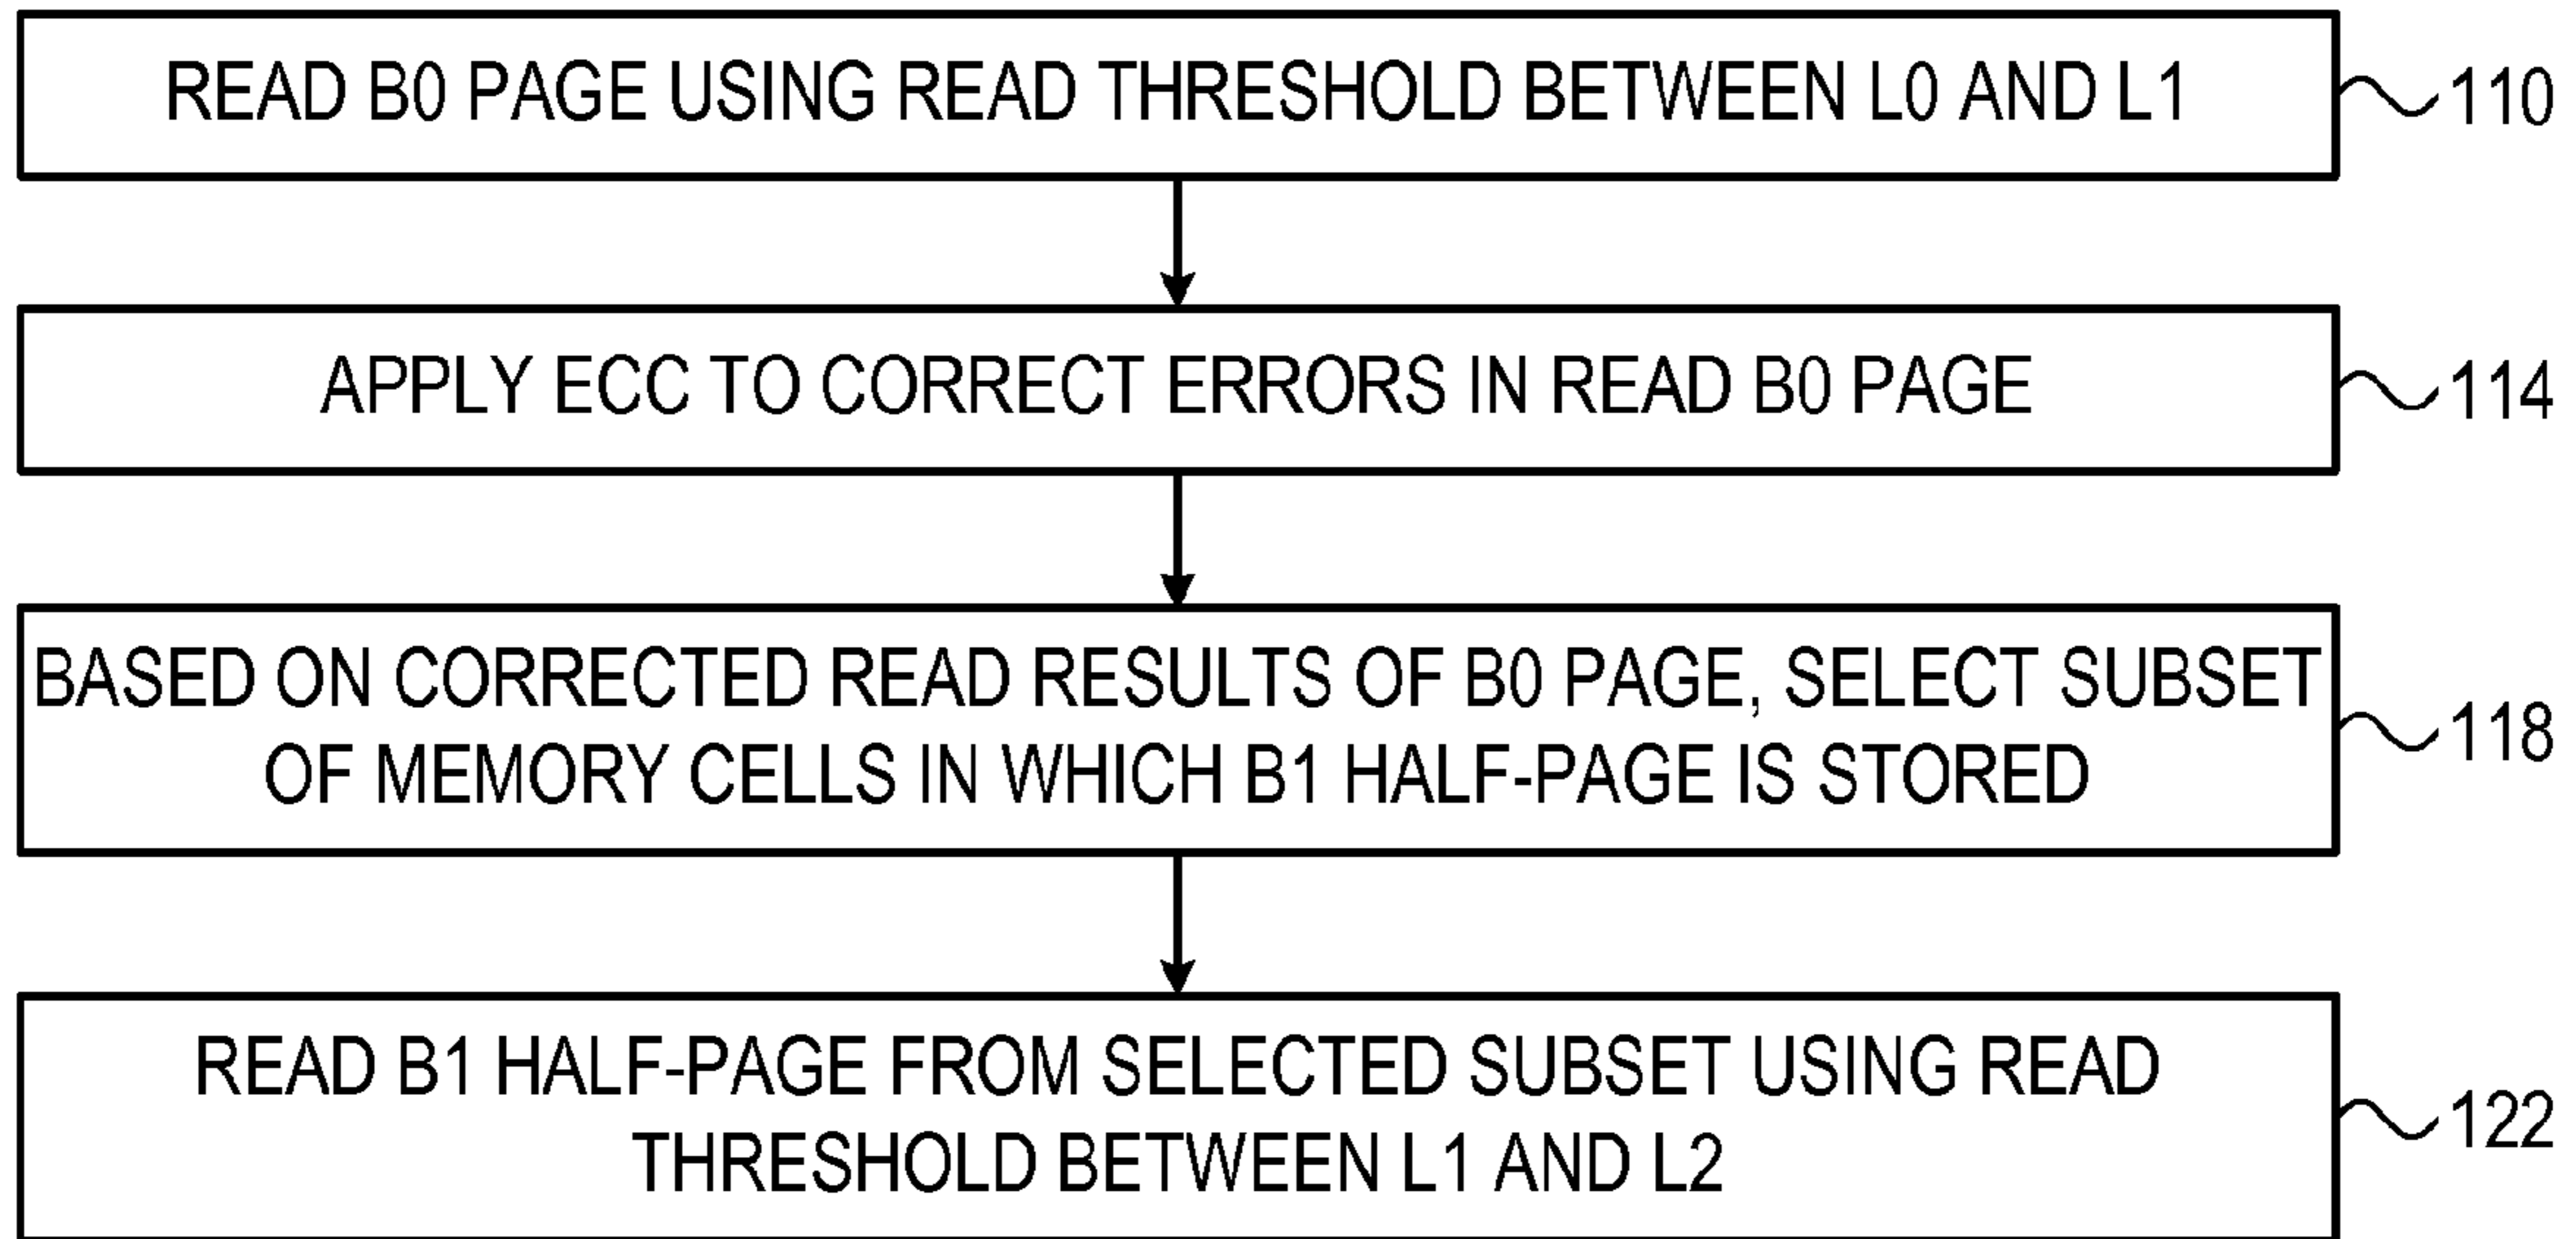 READ B0 PAGE USING READ THRESHOLD BETWEEN L0 AND L1
110
APPLY ECC TO CORRECT ERRORS IN READ B0 PAGE
114
BASED ON CORRECTED READ RESULTS OF B0 PAGE, SELECT SUBSET
OF MEMORY CELLS IN WHICH B1 HALF-PAGE IS STORED
118
READ B1 HALF-PAGE FROM SELECTED SUBSET USING READ
THRESHOLD BETWEEN L1 AND L2
122